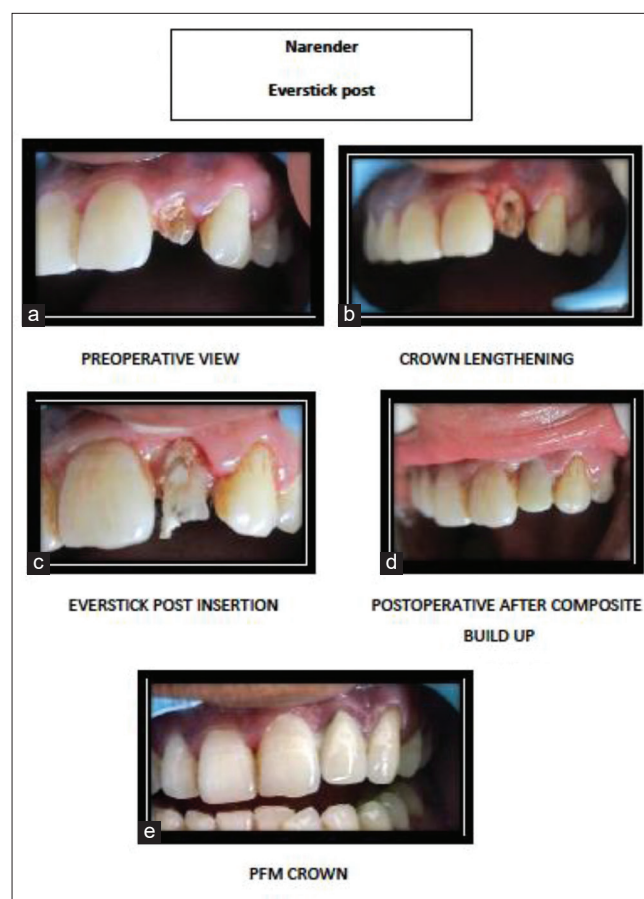 Narender
Everstick post
a
b
PREOPERATIVE VIEW
CROWN LENGTHENING
c
d
EVERSTICK POST INSERTION
POSTOPERATIVE AFTER COMPOSITE
BUILD UP
e
PFM CROWN